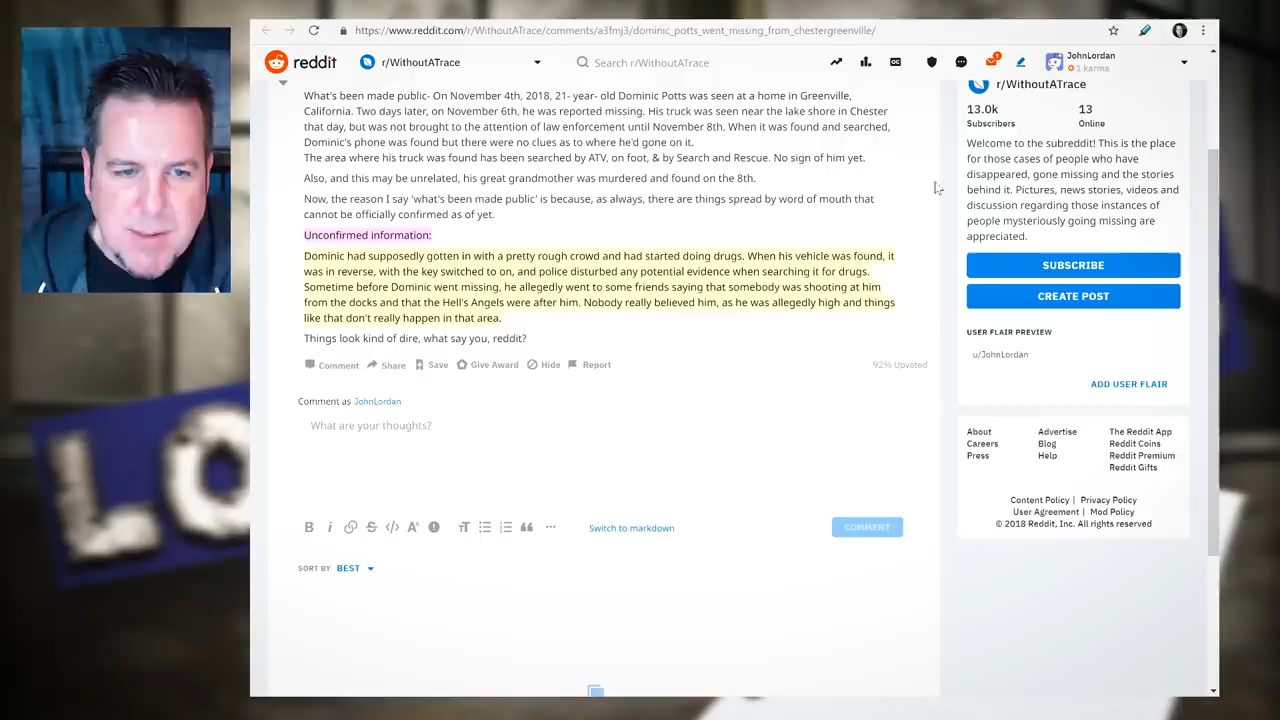 https://www.reddit.com/r/WithoutATrace/comments/a3fmj3/dominic_potts_went_missing_from_chestergreenville/
reddit
r/WithoutATrace
Search r/WithoutATrace
1
JohnLordan
1 karma
What's been made public- On November 4th, 2018, 21- year- old Dominic Potts was seen at a home in Greenville,
California. Two days later, on November 6th, he was reported missing. His truck was seen near the lake shore in Chester
that day, but was not brought to the attention of law enforcement until November 8th. When it was found and searched,
Dominic's phone was found but there were no clues as to where he'd gone on it.
The area where his truck was found has been searched by ATV, on foot, & by Search and Rescue. No sign of him yet.
Also, and this may be unrelated, his great grandmother was murdered and found on the 8th.
Now, the reason I say 'what's been made public' is because, as always, there are things spread by word of mouth that
cannot be officially confirmed as of yet.
Unconfirmed information:
Dominic had supposedly gotten in with a pretty rough crowd and had started doing drugs. When his vehicle was found, it
was in reverse, with the key switched to on, and police disturbed any potential evidence when searching it for drugs.
Sometime before Dominic went missing, he allegedly went to some friends saying that somebody was shooting at him
from the docks and that the Hell's Angels were after him. Nobody really believed him, as he was allegedly high and things
like that don't really happen in that area.
Things look kind of dire, what say you, reddit?
Comment Share Save Give Award Hide Report 92% Upvoted
Comment as JohnLordan
What are your thoughts?
B i Switch to markdown COMMENT
SORT BY BEST
r/WithoutATrace
13.0k 13
Subscribers Online
Welcome to the subreddit! This is the place
for those cases of people who have
disappeared, gone missing and the stories
behind it. Pictures, news stories, videos and
discussion regarding those instances of
people mysteriously going missing are
appreciated.
SUBSCRIBE
CREATE POST
USER FLAIR PREVIEW
u/JohnLordan
ADD USER FLAIR
About Advertise The Reddit App
Careers Blog Reddit Coins
Press Help Reddit Premium
Reddit Gifts
Content Policy | Privacy Policy
User Agreement | Mod Policy
© 2018 Reddit, Inc. All rights reserved
LO